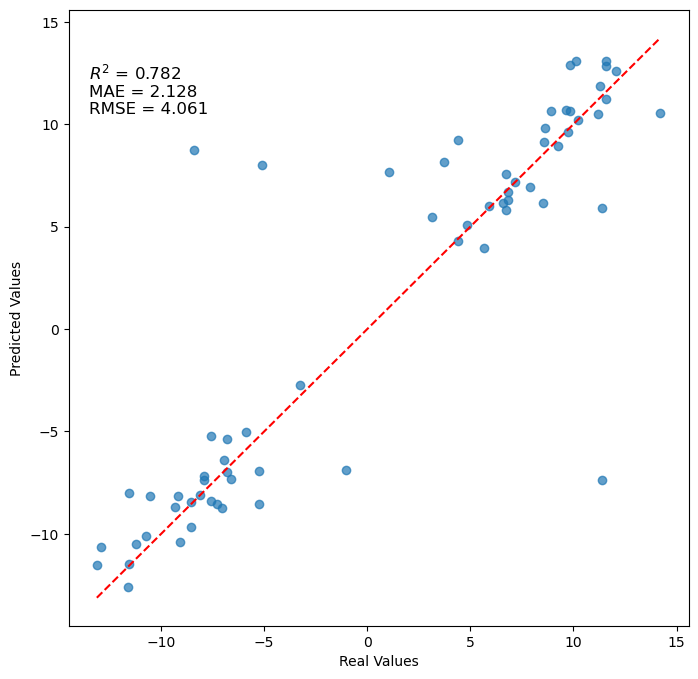 R² = 0.782
MAE = 2.128
RMSE = 4.061
15
10
5
0
−5
−10
Predicted Values
−10 −5 0 5 10 15
Real Values